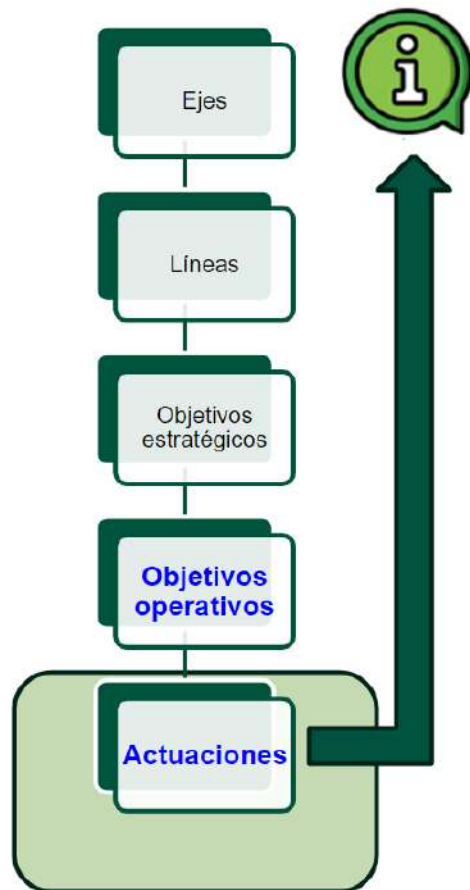 Ejes
Líneas
Objetivos
estratégicos
Objetivos
operativos
Actuaciones